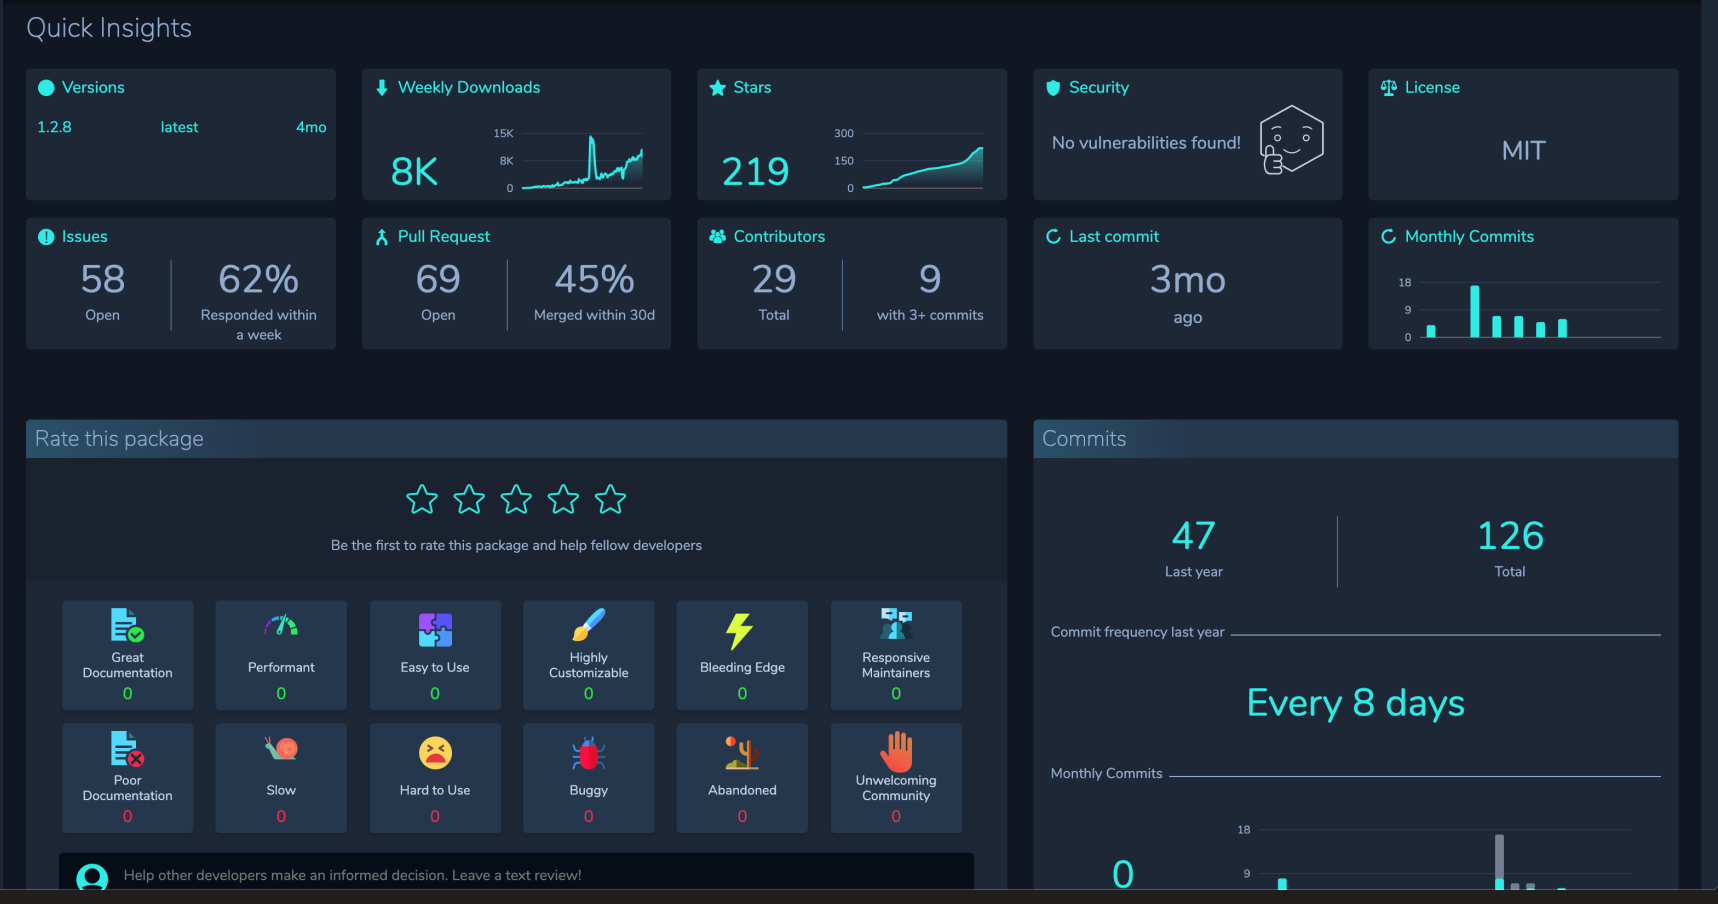 Quick Insights
Versions
1.2.8 latest 4mo
Weekly Downloads
8K
15K
8K
0
Stars
219
300
150
0
Security
No vulnerabilities found!
License
MIT
Issues
58
Open
62%
Responded within
a week
Pull Request
69
Open
45%
Merged within 30d
Contributors
29
Total
9
with 3+ commits
Last commit
3mo
ago
Monthly Commits
18
9
0
Rate this package
Be the first to rate this package and help fellow developers
Great
Documentation
0
Performant
0
Easy to Use
0
Highly
Customizable
0
Bleeding Edge
0
Responsive
Maintainers
0
Poor
Documentation
0
Slow
0
Hard to Use
0
Buggy
0
Abandoned
0
Unwelcoming
Community
0
Help other developers make an informed decision. Leave a text review!
Commits
47
Last year
126
Total
Commit frequency last year
Every 8 days
Monthly Commits
0
18
9